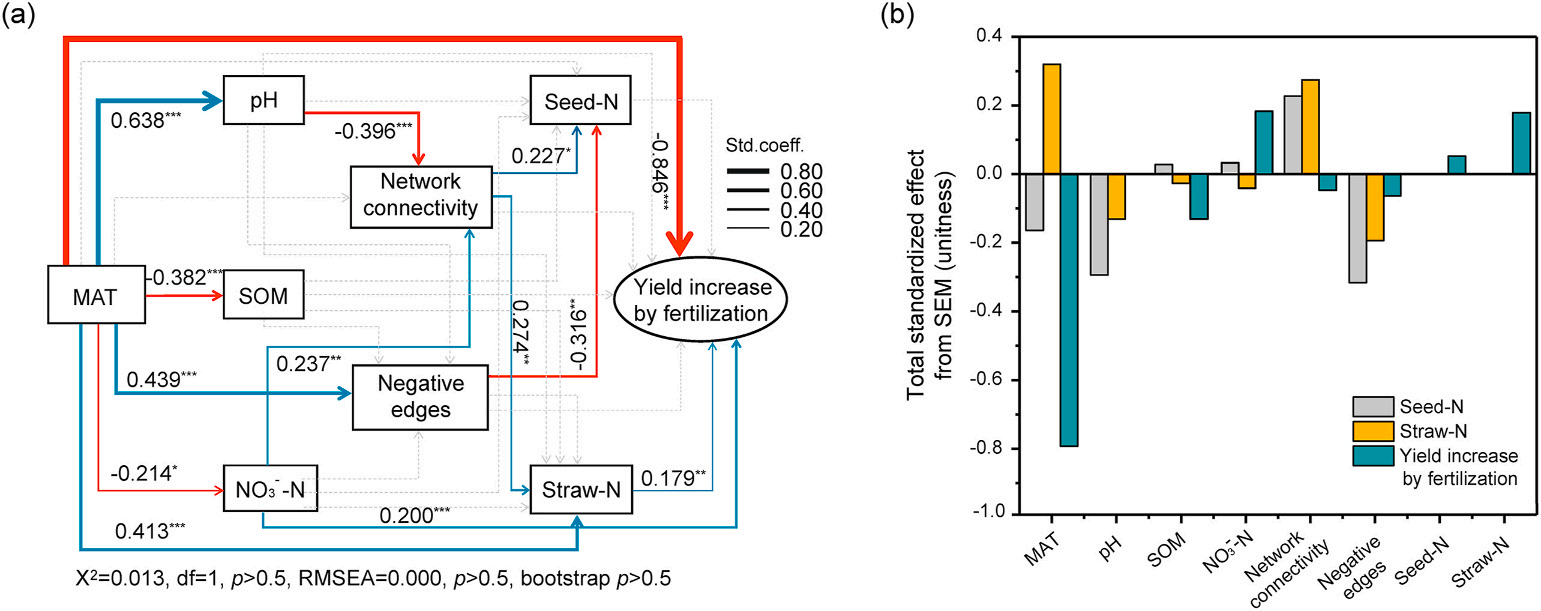 (a)
pH
Seed-N
0.638***
-0.396***
0.227*
-0.846***
Std.coeff.
0.80
0.60
0.40
0.20
Network
connectivity
MAT
-0.382***
SOM
Yield increase
by fertilization
0.274**
-0.319***
0.237**
0.439***
Negative
edges
-0.214*
NO₃⁻-N
Straw-N
0.179**
0.200***
0.413***
X²=0.013, df=1, p>0.5, RMSEA=0.000, p>0.5, bootstrap p>0.5
(b)
Total standardized effect
from SEM (unitness)
0.4
0.2
0.0
-0.2
-0.4
-0.6
-0.8
-1.0
Seed-N
Straw-N
Yield increase
by fertilization
MAT
pH
SOM
NO₃⁻-N
Network
connectivity
Negative
edges
Seed-N
Straw-N